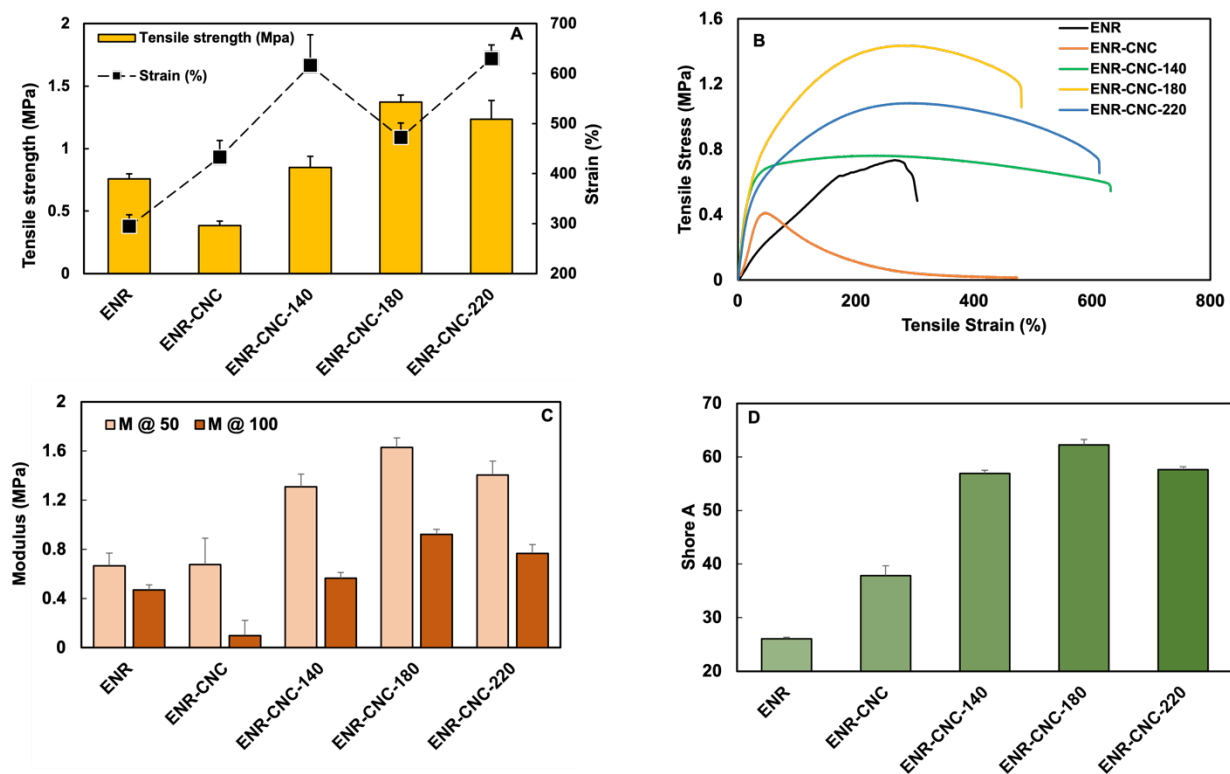 A
Tensile strength (Mpa)
Strain (%)
Tensile strength (MPa)
2
1.5
1
0.5
0
700
600
500
400
300
200
Strain (%)
ENR
ENR-CNC
ENR-CNC-140
ENR-CNC-180
ENR-CNC-220
B
ENR
ENR-CNC
ENR-CNC-140
ENR-CNC-180
ENR-CNC-220
Tensile Stress (MPa)
1.6
1.2
0.8
0.4
0
0
200
400
600
800
Tensile Strain (%)
C
M @ 50
M @ 100
Modulus (MPa)
2
1.6
1.2
0.8
0.4
0
ENR
ENR-CNC
ENR-CNC-140
ENR-CNC-180
ENR-CNC-220
D
Shore A
70
60
50
40
30
20
ENR
ENR-CNC
ENR-CNC-140
ENR-CNC-180
ENR-CNC-220